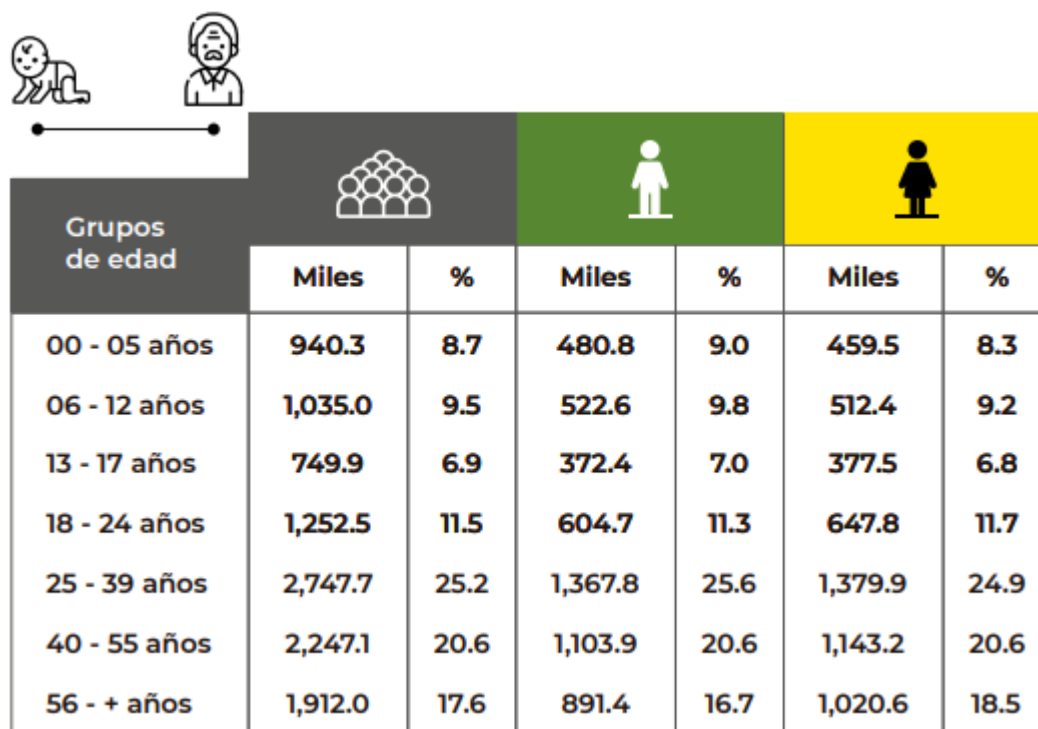 Grupos
de edad
Miles % Miles % Miles %
00 - 05 años 940.3 8.7 480.8 9.0 459.5 8.3
06 - 12 años 1,035.0 9.5 522.6 9.8 512.4 9.2
13 - 17 años 749.9 6.9 372.4 7.0 377.5 6.8
18 - 24 años 1,252.5 11.5 604.7 11.3 647.8 11.7
25 - 39 años 2,747.7 25.2 1,367.8 25.6 1,379.9 24.9
40 - 55 años 2,247.1 20.6 1,103.9 20.6 1,143.2 20.6
56 - + años 1,912.0 17.6 891.4 16.7 1,020.6 18.5